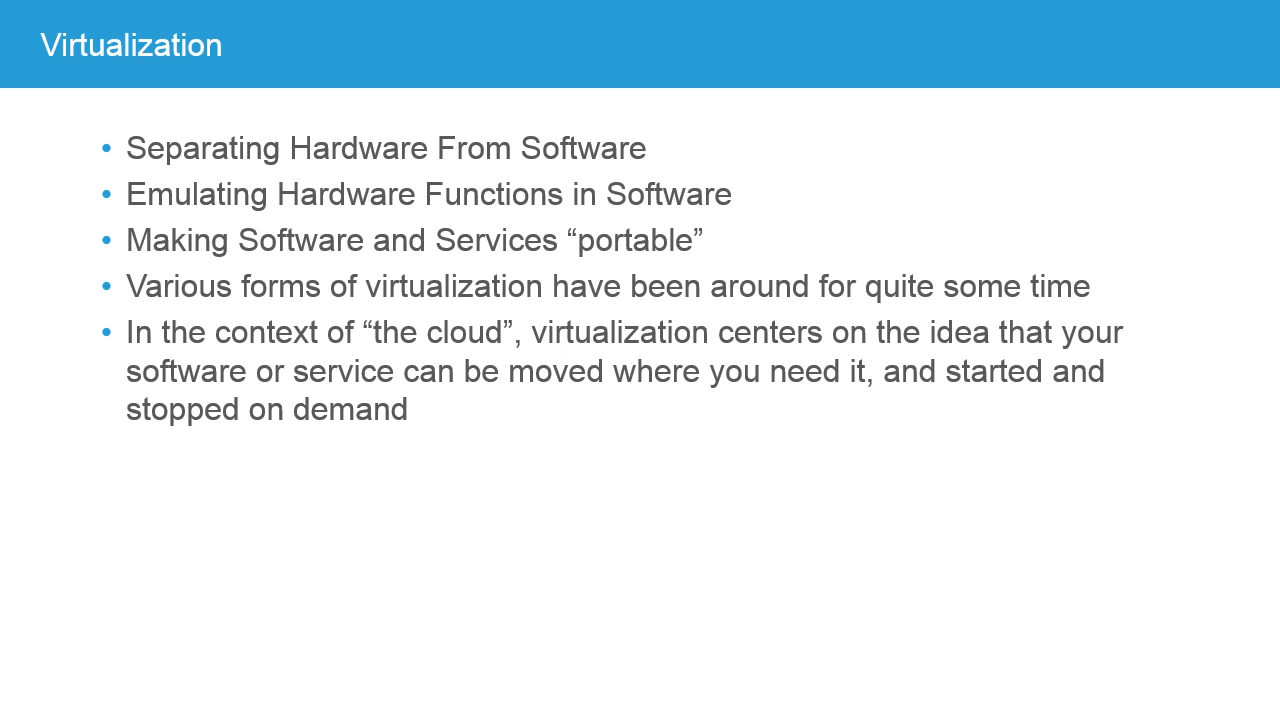 Virtualization
• Separating Hardware From Software
• Emulating Hardware Functions in Software
• Making Software and Services “portable”
• Various forms of virtualization have been around for quite some time
• In the context of “the cloud”, virtualization centers on the idea that your
software or service can be moved where you need it, and started and
stopped on demand